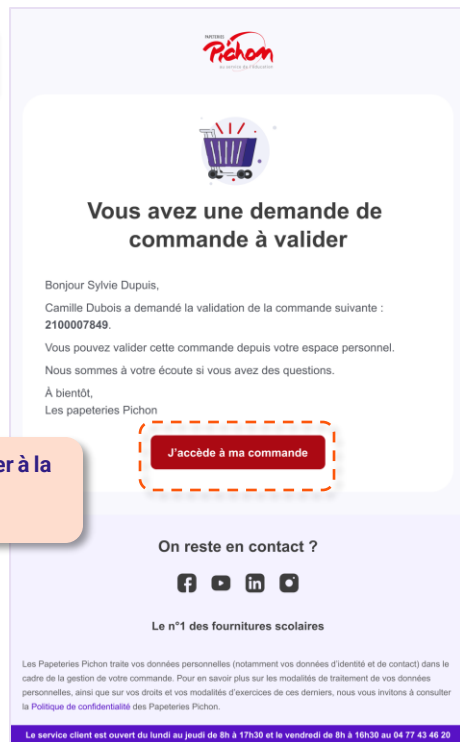 PAPETERIES
Pichon
au service de l'Éducation
Vous avez une demande de
commande à valider
Bonjour Sylvie Dupuis,
Camille Dubois a demandé la validation de la commande suivante :
2100007849.
Vous pouvez valider cette commande depuis votre espace personnel.
Nous sommes à votre écoute si vous avez des questions.
À bientôt,
Les papeteries Pichon
J'accède à ma commande
er à la
On reste en contact ?
Le n°1 des fournitures scolaires
Les Papeteries Pichon traite vos données personnelles (notamment vos données d'identité et de contact) dans le
cadre de la gestion de votre commande. Pour en savoir plus sur les modalités de traitement de vos données
personnelles, ainsi que sur vos droits et vos modalités d'exercices de ces derniers, nous vous invitons à consulter
la Politique de confidentialité des Papeteries Pichon.
Le service client est ouvert du lundi au jeudi de 8h à 17h30 et le vendredi de 8h à 16h30 au 04 77 43 46 20